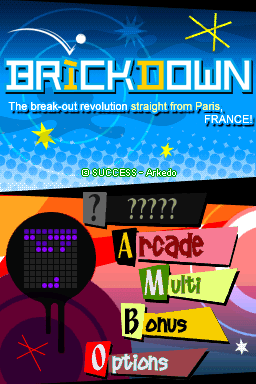 BRICKDOWN
The break-out revolution straight from Paris,
FRANCE!
© SUCCESS - Arkedo
? ?????
Arcade
Multi
Bonus
Options